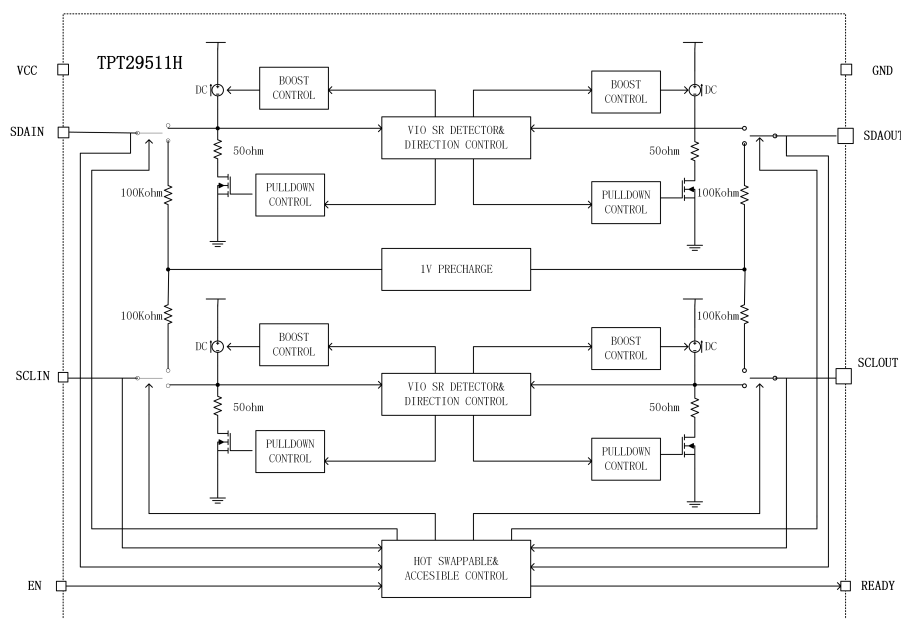 TPT29511H
VCC
GND
BOOST
CONTROL
BOOST
CONTROL
DC
DC
SDAIN
VIO SR DETECTOR&
DIRECTION CONTROL
SDAOUT
50ohm
50ohm
100Kohm
PULLDOWN
CONTROL
PULLDOWN
CONTROL
100Kohm
1V PRECHARGE
100Kohm
100Kohm
BOOST
CONTROL
BOOST
CONTROL
DC
DC
SCLIN
VIO SR DETECTOR&
DIRECTION CONTROL
SCLOUT
50ohm
50ohm
PULLDOWN
CONTROL
PULLDOWN
CONTROL
HOT SWAPPABLE&
ACCESIBLE CONTROL
EN
READY